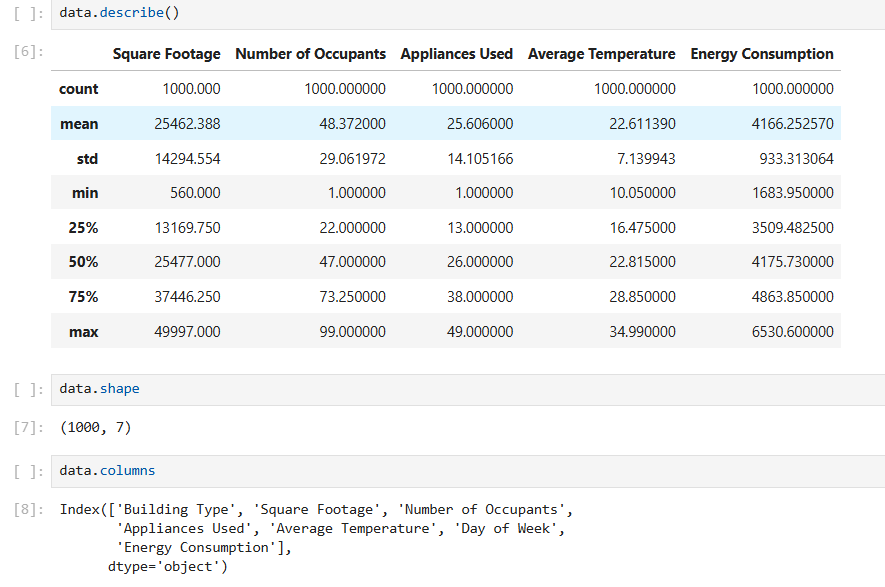 [ ]: data.describe()
[6]:
Square Footage Number of Occupants Appliances Used Average Temperature Energy Consumption
count 1000.000 1000.000000 1000.000000 1000.000000 1000.000000
mean 25462.388 48.372000 25.606000 22.611390 4166.252570
std 14294.554 29.061972 14.105166 7.139943 933.313064
min 560.000 1.000000 1.000000 10.050000 1683.950000
25% 13169.750 22.000000 13.000000 16.475000 3509.482500
50% 25477.000 47.000000 26.000000 22.815000 4175.730000
75% 37446.250 73.250000 38.000000 28.850000 4863.850000
max 49997.000 99.000000 49.000000 34.990000 6530.600000
[ ]: data.shape
[7]: (1000, 7)
[ ]: data.columns
[8]: Index(['Building Type', 'Square Footage', 'Number of Occupants',
'Appliances Used', 'Average Temperature', 'Day of Week',
'Energy Consumption'],
dtype='object')